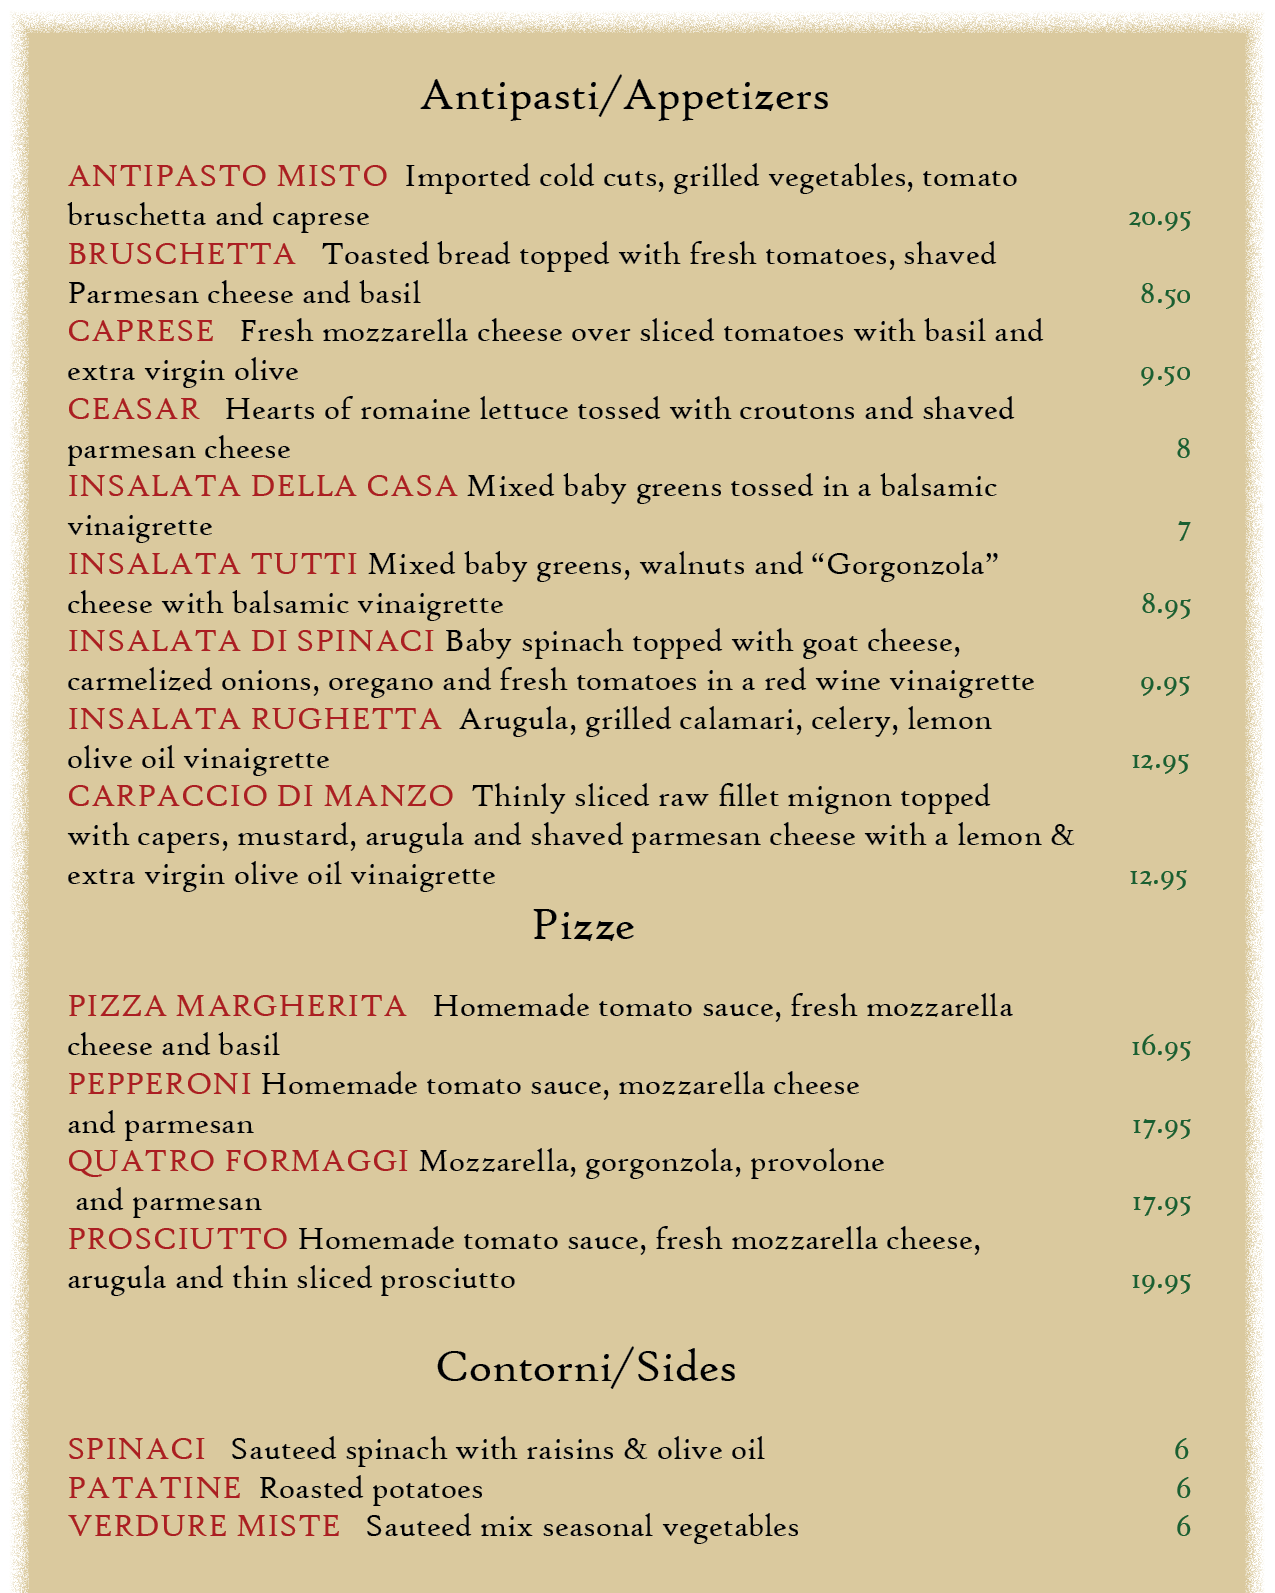 Antipasti/Appetizers
ANTIPASTO MISTO Imported cold cuts, grilled vegetables, tomato
bruschetta and caprese 20.95
BRUSCHETTA Toasted bread topped with fresh tomatoes, shaved
Parmesan cheese and basil 8.50
CAPRESE Fresh mozzarella cheese over sliced tomatoes with basil and
extra virgin olive 9.50
CEASAR Hearts of romaine lettuce tossed with croutons and shaved
parmesan cheese 8
INSALATA DELLA CASA Mixed baby greens tossed in a balsamic
vinaigrette 7
INSALATA TUTTI Mixed baby greens, walnuts and “Gorgonzola”
cheese with balsamic vinaigrette 8.95
INSALATA DI SPINACI Baby spinach topped with goat cheese,
carmelized onions, oregano and fresh tomatoes in a red wine vinaigrette 9.95
INSALATA RUGHETTA Arugula, grilled calamari, celery, lemon
olive oil vinaigrette 12.95
CARPACCIO DI MANZO Thinly sliced raw fillet mignon topped
with capers, mustard, arugula and shaved parmesan cheese with a lemon &
extra virgin olive oil vinaigrette 12.95
Pizze
PIZZA MARGHERITA Homemade tomato sauce, fresh mozzarella
cheese and basil 16.95
PEPPERONI Homemade tomato sauce, mozzarella cheese
and parmesan 17.95
QUATRO FORMAGGI Mozzarella, gorgonzola, provolone
and parmesan 17.95
PROSCIUTTO Homemade tomato sauce, fresh mozzarella cheese,
arugula and thin sliced prosciutto 19.95
Contorni/Sides
SPINACI Sauteed spinach with raisins & olive oil 6
PATATINE Roasted potatoes 6
VERDURE MISTE Sauteed mix seasonal vegetables 6